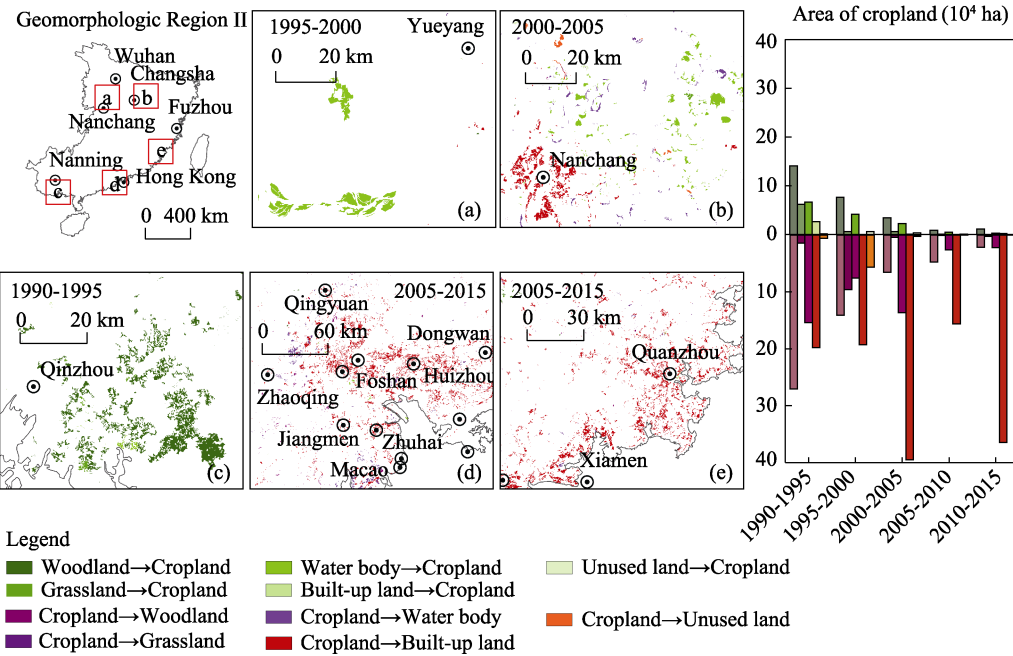 Geomorphologic Region II
Wuhan
Changsha
a
b
Fuzhou
Nanchang
e
Nanning
Hong Kong
c
d
0 400 km
1995-2000
Yueyang
0 20 km
(a)
2000-2005
0 20 km
Nanchang
(b)
Area of cropland (10⁴ ha)
40
30
20
10
0
10
20
30
40
1990-1995
1995-2000
2000-2005
2005-2010
2010-2015
1990-1995
0 20 km
Qinzhou
(c)
Qingyuan
2005-2015
0 60 km
Dongwan
Foshan
Huizhou
Zhaoqing
Jiangmen
Zhuhai
Macao
(d)
2005-2015
0 30 km
Quanzhou
Xiamen
(e)
Legend
Woodland→Cropland
Water body→Cropland
Unused land→Cropland
Grassland→Cropland
Built-up land→Cropland
Cropland→Woodland
Cropland→Water body
Cropland→Unused land
Cropland→Grassland
Cropland→Built-up land